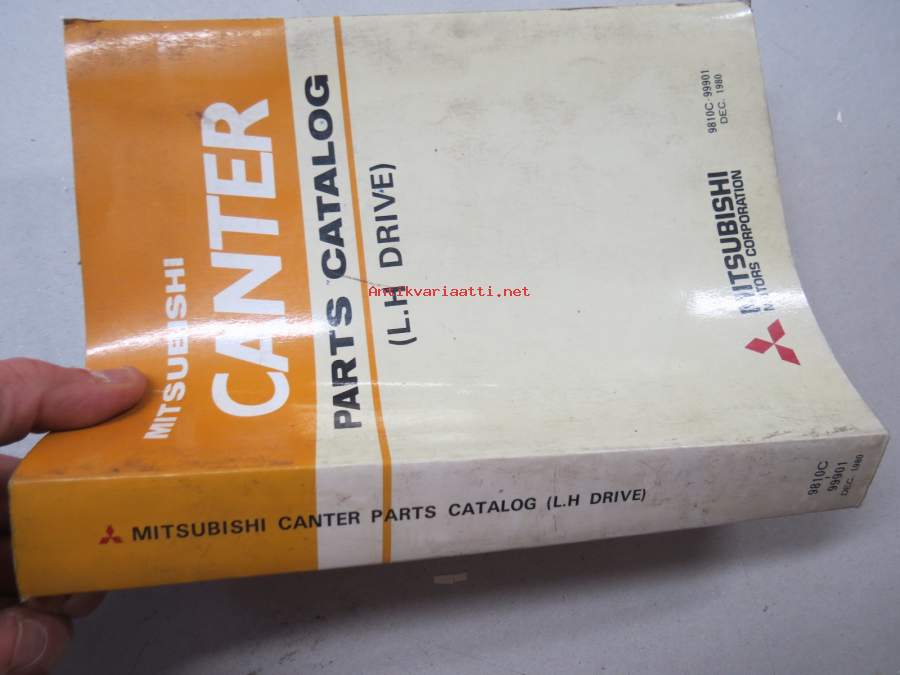 MITSUBISHI
CANTER
PARTS CATALOG
(L.H DRIVE)
9810C·99901
DEC. 1980
MITSUBISHI
MOTORS CORPORATION
Antikvariaatti.net
MITSUBISHI CANTER PARTS CATALOG (L.H DRIVE)
9810C
99901
DEC. 1980